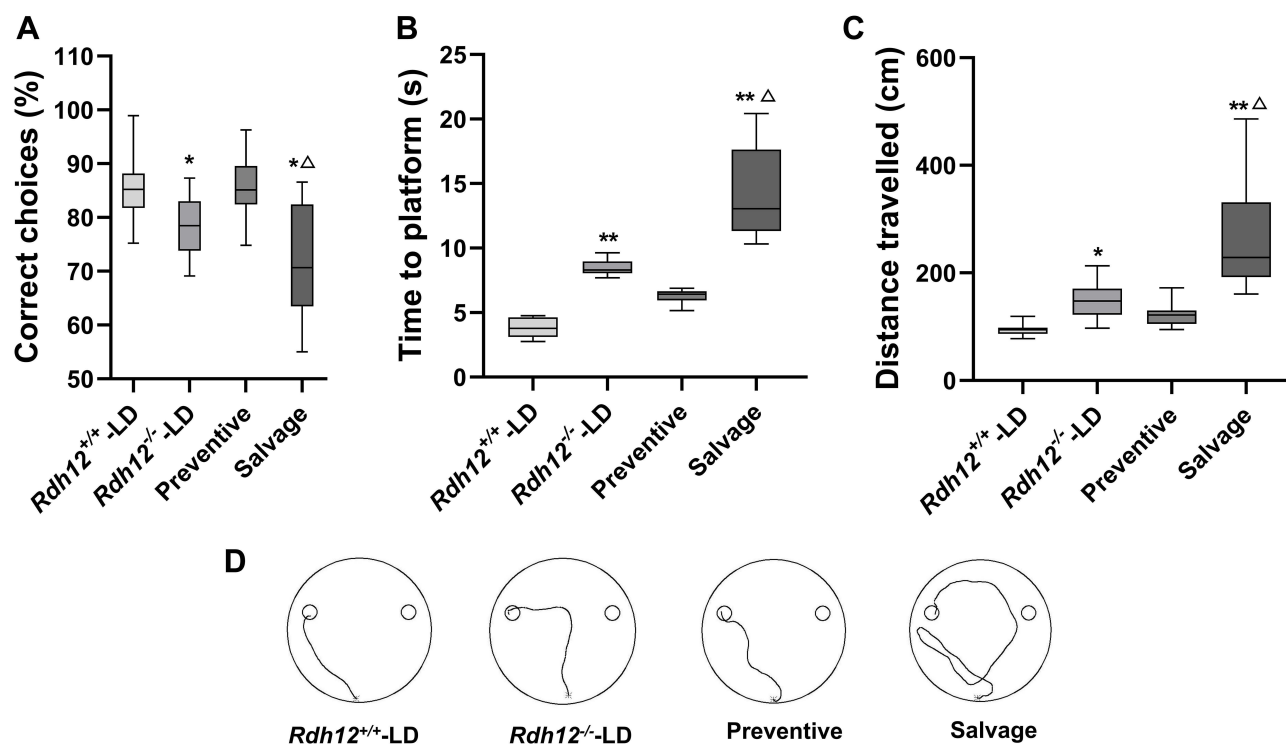 A
Correct choices (%)
110
100
90
80
70
60
50
*
*△
Rdh12+/+-LD
Rdh12-/--LD
Preventive
Salvage
B
Time to platform (s)
25
20
15
10
5
0
**
** △
Rdh12+/+-LD
Rdh12-/--LD
Preventive
Salvage
C
Distance travelled (cm)
600
400
200
0
*
** △
Rdh12+/+-LD
Rdh12-/--LD
Preventive
Salvage
D
Rdh12+/+-LD
Rdh12-/--LD
Preventive
Salvage